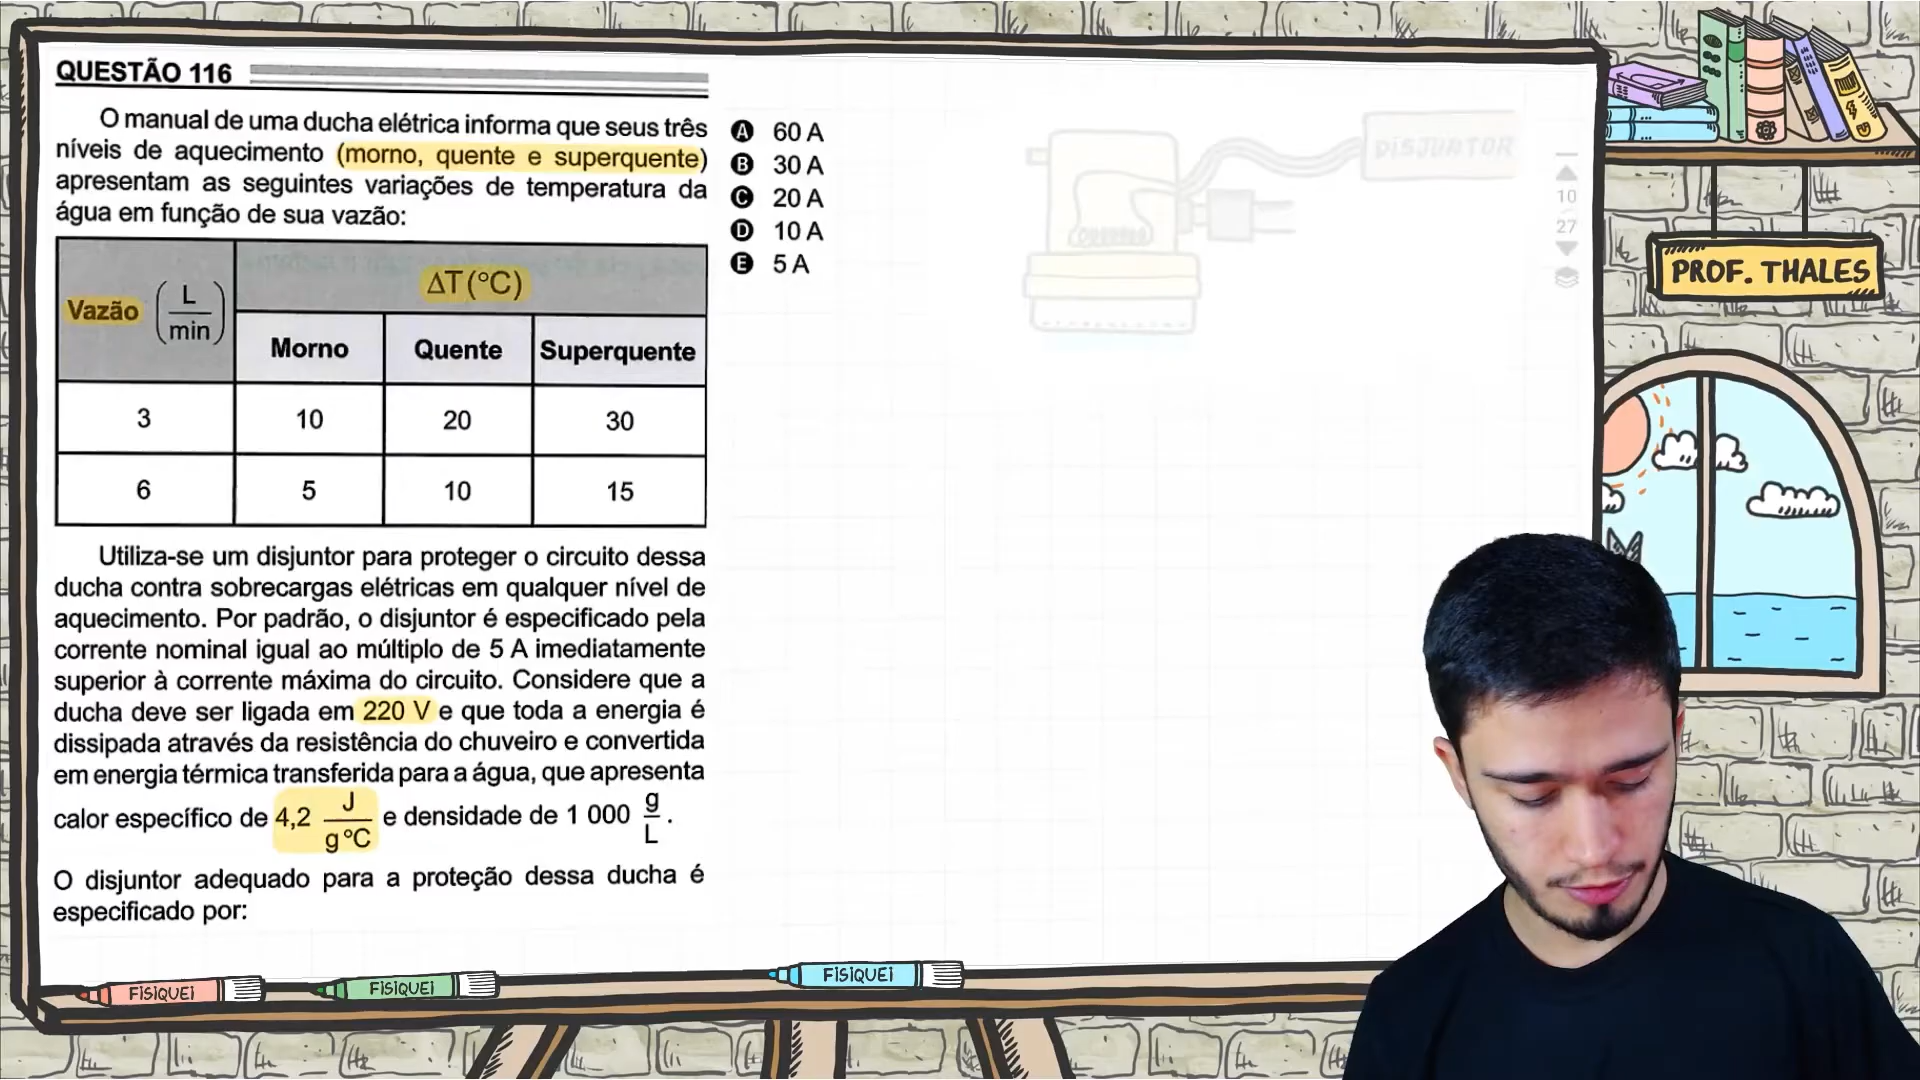 QUESTÃO 116
O manual de uma ducha elétrica informa que seus três
níveis de aquecimento (morno, quente e superquente)
apresentam as seguintes variações de temperatura da
água em função de sua vazão:
Vazão (L/min)
ΔT(°C)
Morno Quente Superquente
3 10 20 30
6 5 10 15
Utiliza-se um disjuntor para proteger o circuito dessa
ducha contra sobrecargas elétricas em qualquer nível de
aquecimento. Por padrão, o disjuntor é especificado pela
corrente nominal igual ao múltiplo de 5 A imediatamente
superior à corrente máxima do circuito. Considere que a
ducha deve ser ligada em 220 V e que toda a energia é
dissipada através da resistência do chuveiro e convertida
em energia térmica transferida para a água, que apresenta
calor específico de 4,2 J/g °C e densidade de 1 000 g/L.
O disjuntor adequado para a proteção dessa ducha é
especificado por:
A 60 A
B 30 A
C 20 A
D 10 A
E 5 A
DISJUNTOR
10
27
PROF. THALES
FISIQUEI
FISIQUEI
FISIQUEI